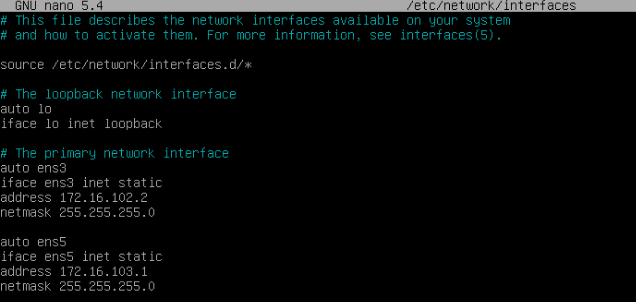 GNU nano 5.4 /etc/network/interfaces
# This file describes the network interfaces available on your system
# and how to activate them. For more information, see interfaces(5).
source /etc/network/interfaces.d/*
# The loopback network interface
auto lo
iface lo inet loopback
# The primary network interface
auto ens3
iface ens3 inet static
address 172.16.102.2
netmask 255.255.255.0
auto ens5
iface ens5 inet static
address 172.16.103.1
netmask 255.255.255.0